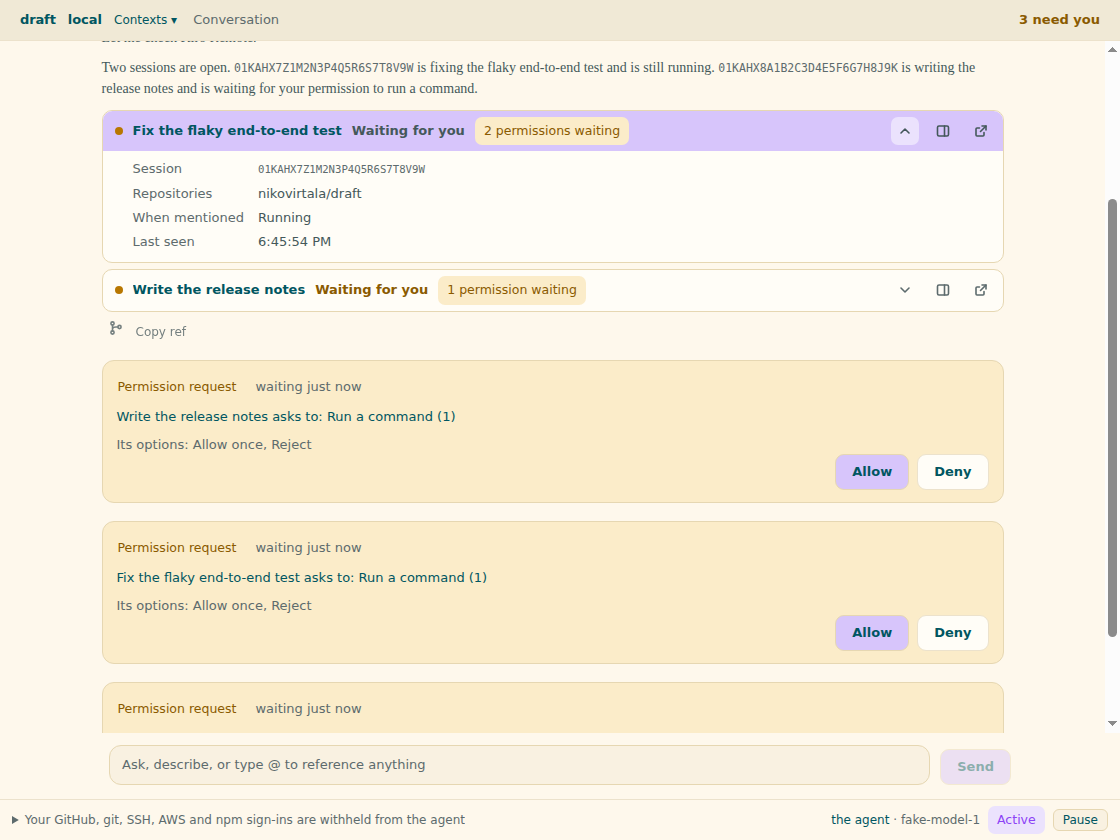 draft local Contexts ▾ Conversation 3 need you
Two sessions are open. 01KAHX7Z1M2N3P4Q5R6S7T8V9W is fixing the flaky end-to-end test and is still running. 01KAHX8A1B2C3D4E5F6G7H8J9K is writing the
release notes and is waiting for your permission to run a command.
Fix the flaky end-to-end test Waiting for you 2 permissions waiting
Session 01KAHX7Z1M2N3P4Q5R6S7T8V9W
Repositories nikovirtala/draft
When mentioned Running
Last seen 6:45:54 PM
Write the release notes Waiting for you 1 permission waiting
Copy ref
Permission request waiting just now
Write the release notes asks to: Run a command (1)
Its options: Allow once, Reject
Allow Deny
Permission request waiting just now
Fix the flaky end-to-end test asks to: Run a command (1)
Its options: Allow once, Reject
Allow Deny
Permission request waiting just now
Ask, describe, or type @ to reference anything Send
Your GitHub, git, SSH, AWS and npm sign-ins are withheld from the agent the agent · fake-model-1 Active Pause